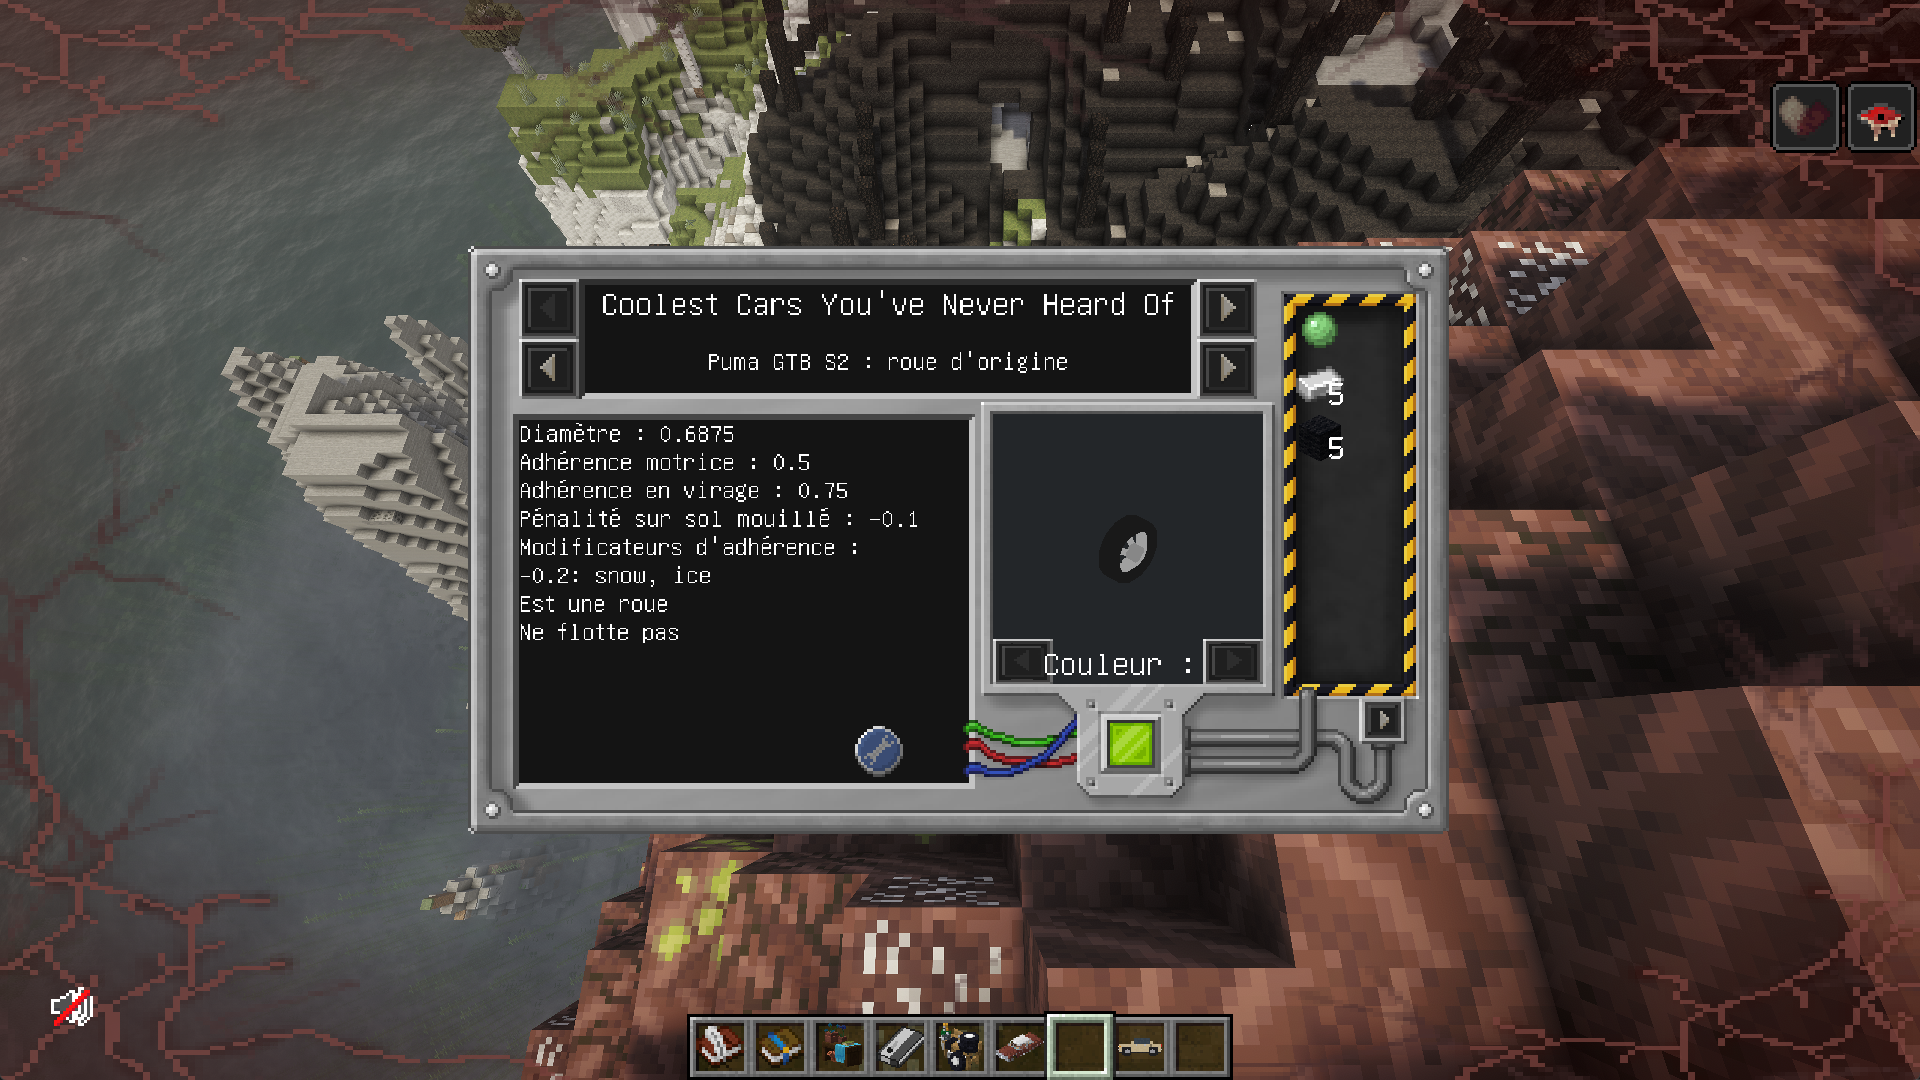 Coolest Cars You've Never Heard Of
Puma GTB S2 : roue d'origine
Diamètre : 0.6875
Adhérence motrice : 0.5
Adhérence en virage : 0.75
Pénalité sur sol mouillé : -0.1
Modificateurs d'adhérence :
-0.2: snow, ice
Est une roue
Ne flotte pas
5
5
Couleur :